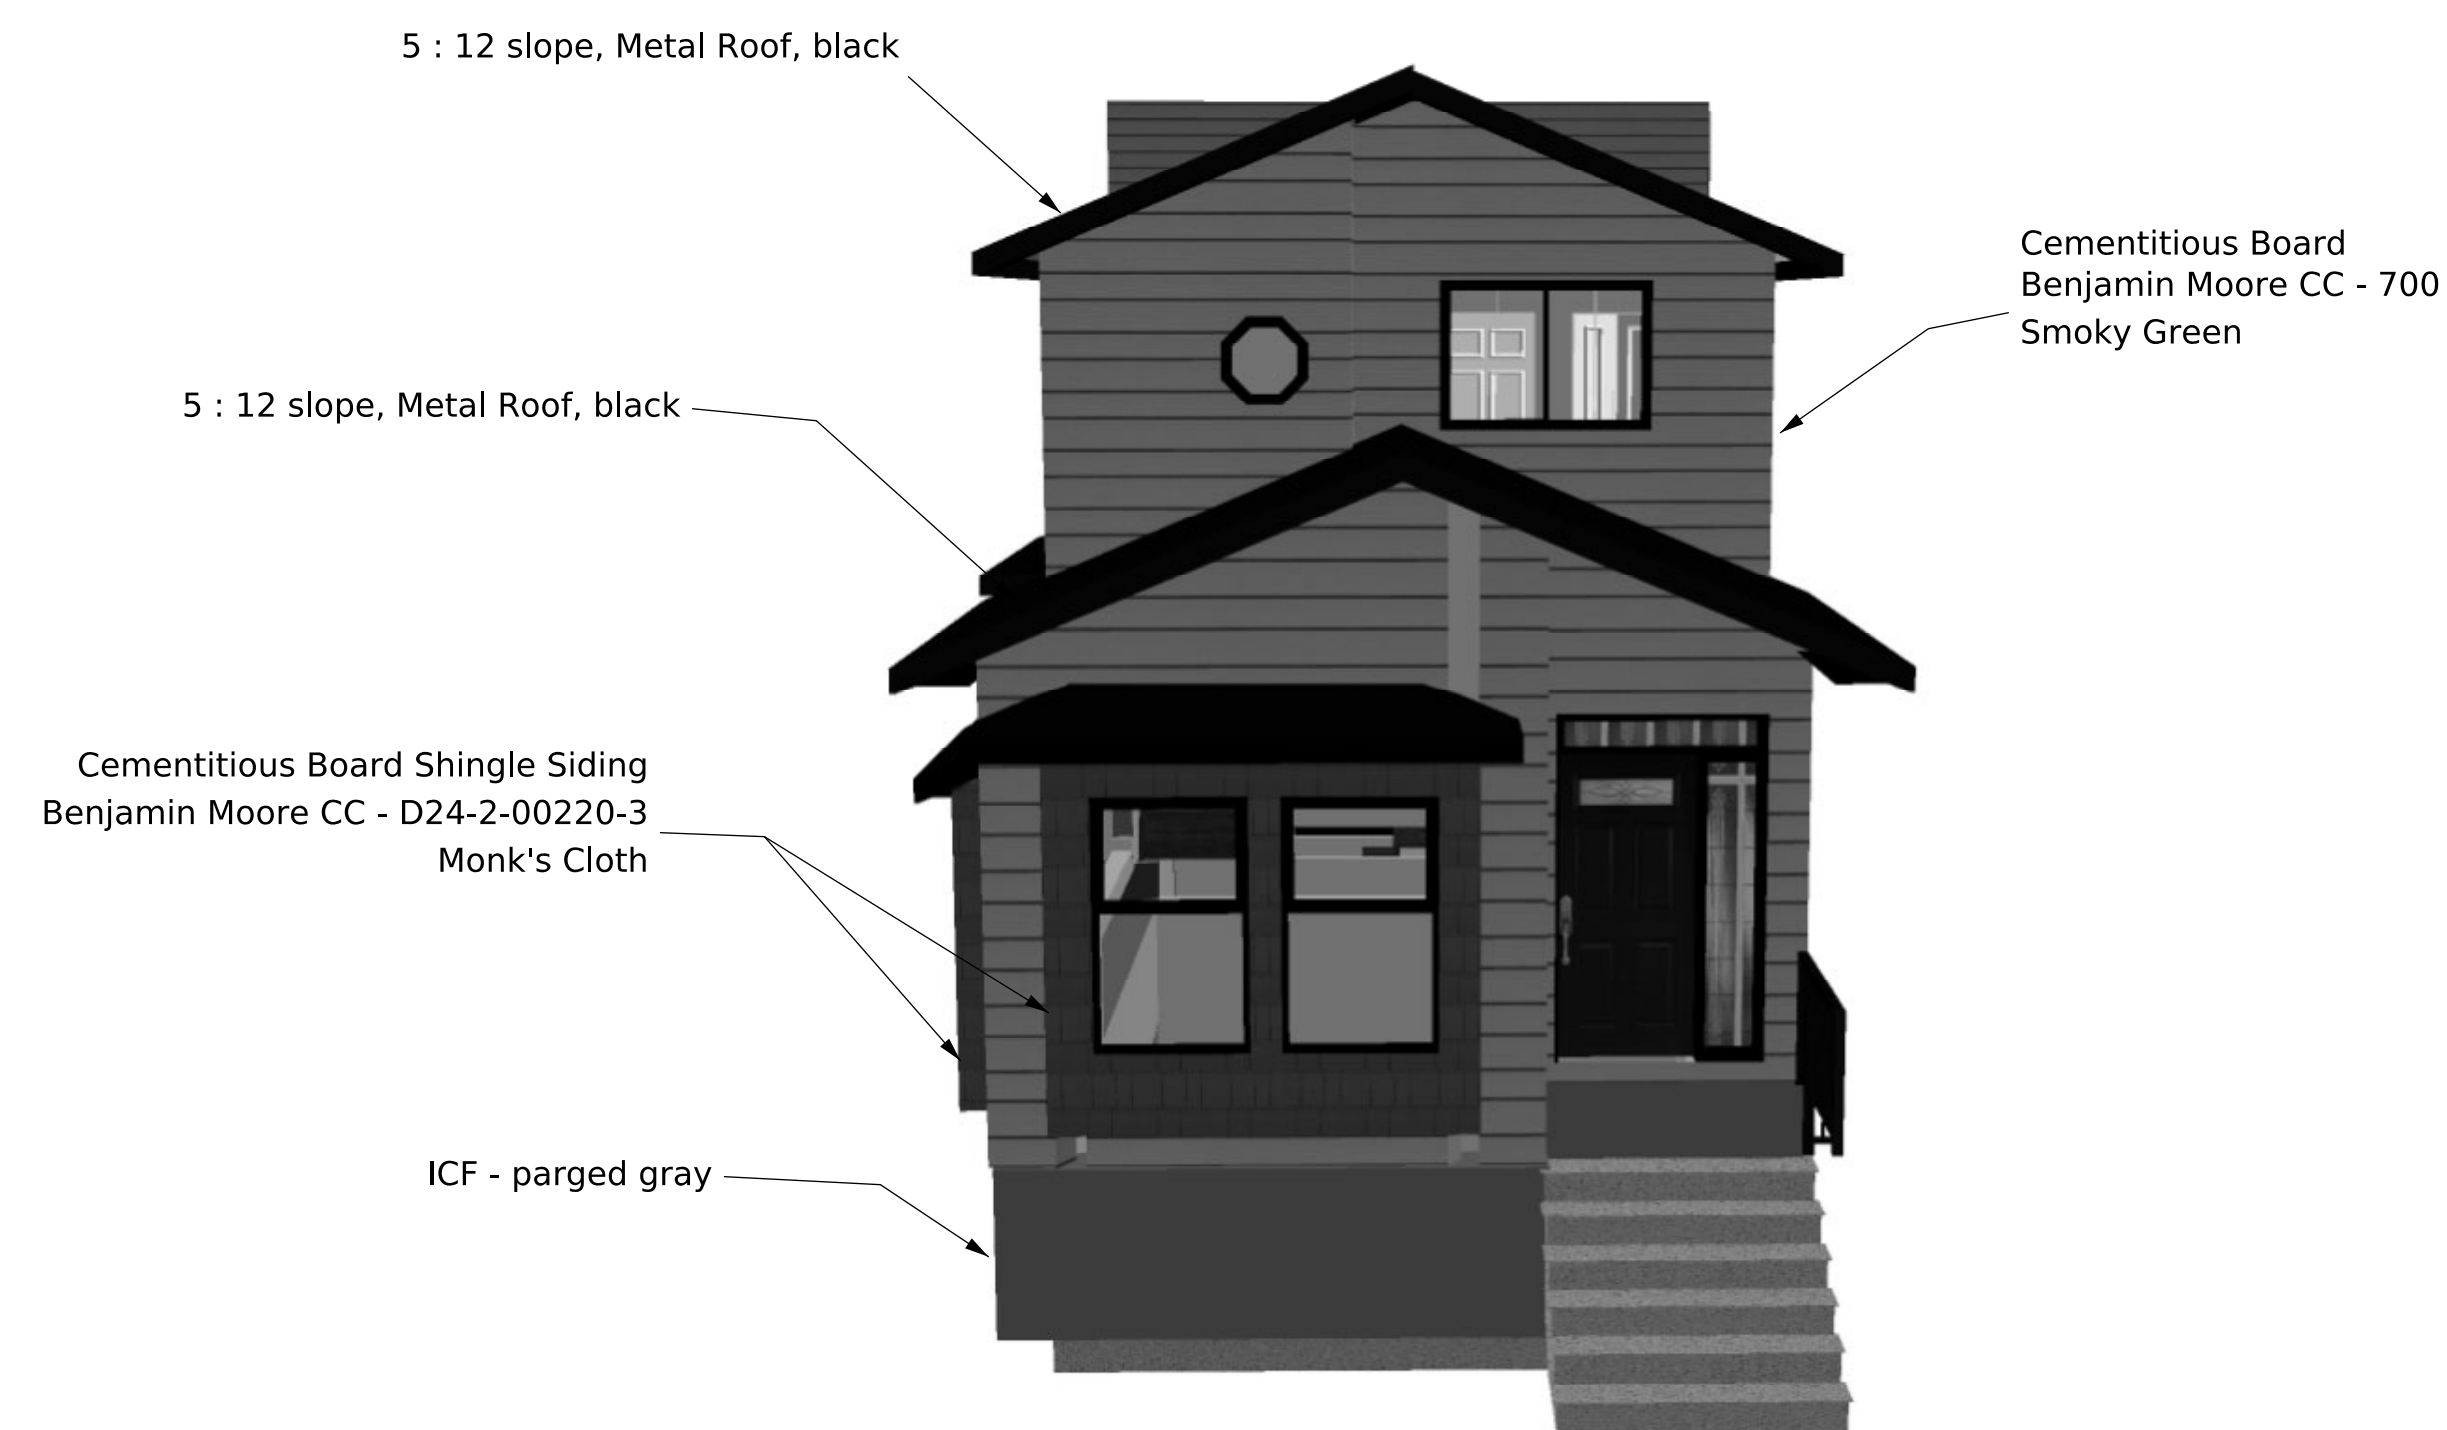 5 : 12 slope, Metal Roof, black
Cementitious Board
Benjamin Moore CC - 700
Smoky Green
5 : 12 slope, Metal Roof, black
Cementitious Board Shingle Siding
Benjamin Moore CC - D24-2-00220-3
Monk's Cloth
ICF - parged gray